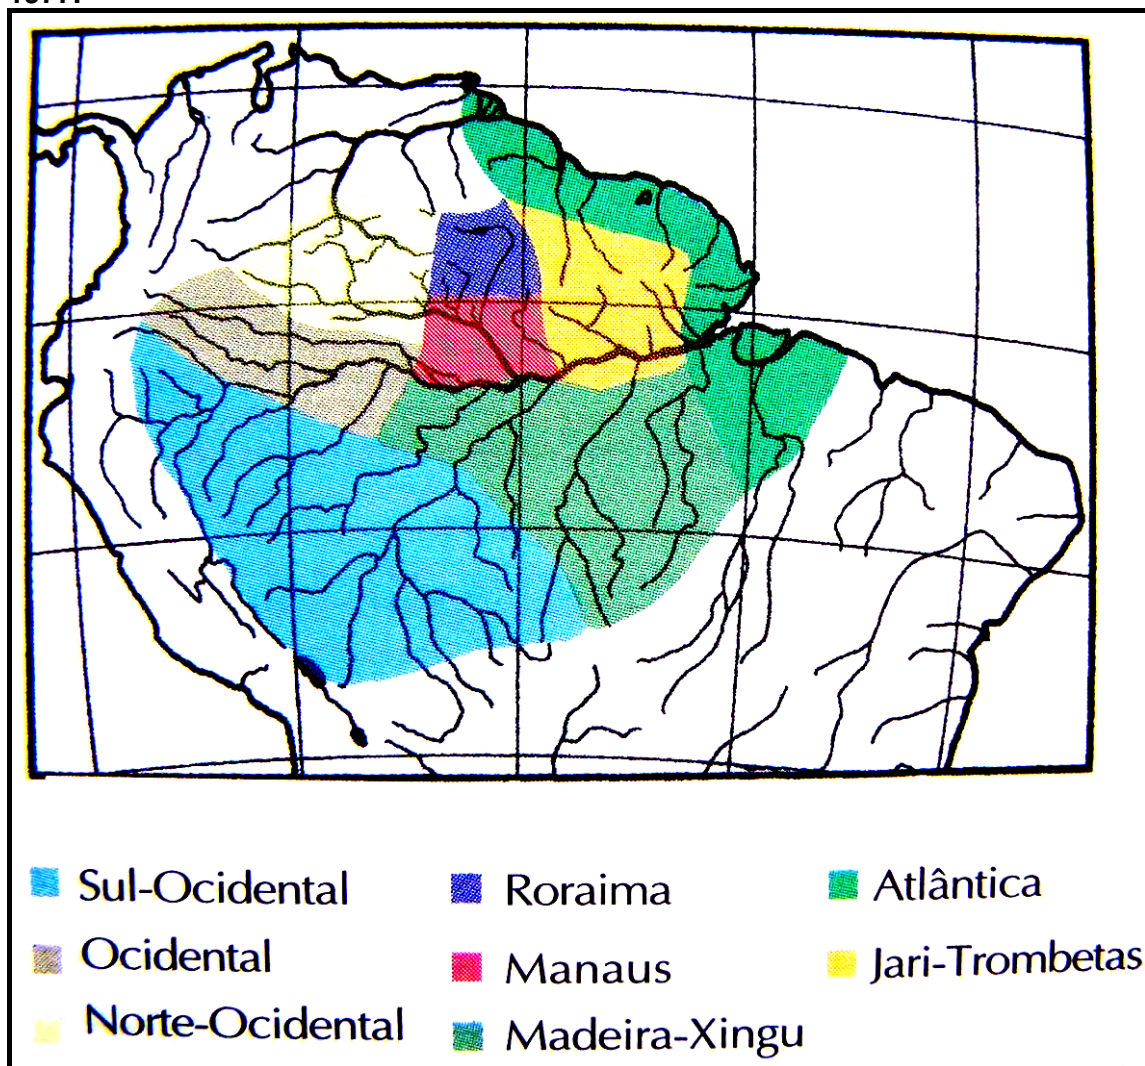 Sul-Ocidental
Roraima
Atlântica
Ocidental
Manaus
Jari-Trombetas
Norte-Ocidental
Madeira-Xingu